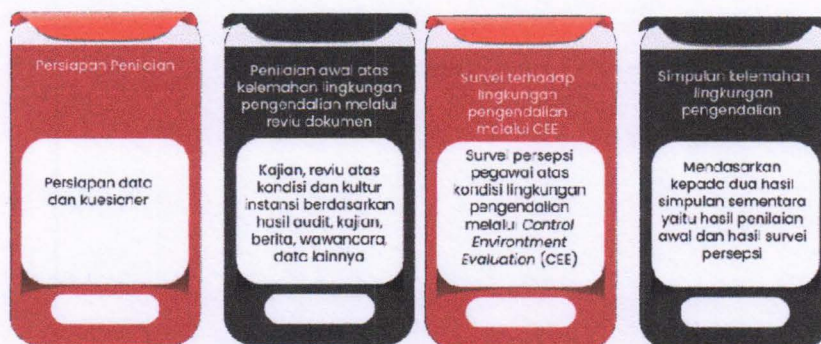 Persiapan Penilaian
Persiapan data
dan kuesioner
Penilaian awal atas
kelemahan lingkungan
pengendalian melalui
reviu dokumen
Kajian, reviu atas
kondisi dan kultur
instansi berdasarkan
hasil audit, kajian,
berita, wawancara,
data lainnya
Survei terhadap
lingkungan
pengendalian
melalui CEE
Survei persepsi
pegawai atas
kondisi lingkungan
pengendalian
melalui Control
Environtment
Evaluation (CEE)
Simpulan kelemahan
lingkungan
pengendalian
Mendasarkan
kepada dua hasil
simpulan sementara
yaitu hasil penilaian
awal dan hasil survei
persepsi